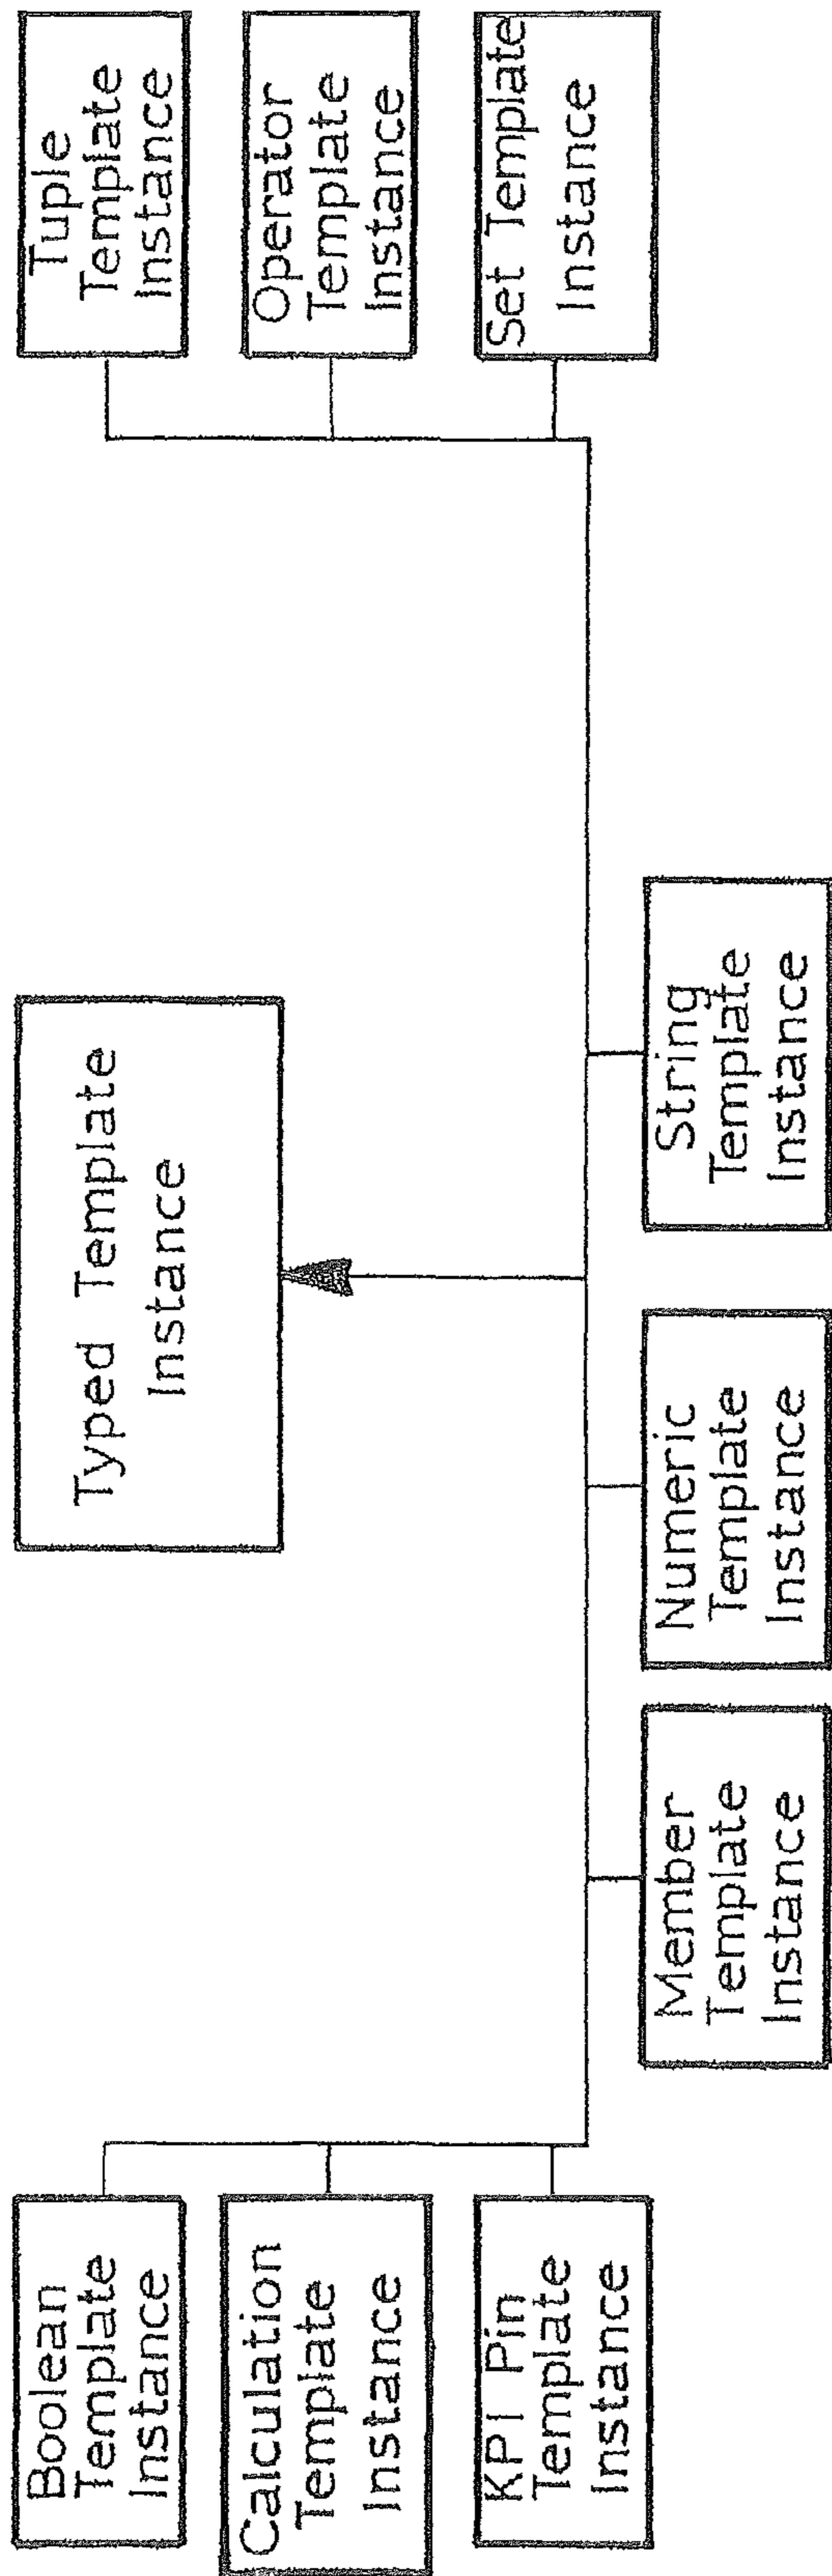 Typed Template
Instance
Boolean
Template
Instance
Calculation
Template
Instance
KPI Pin
Template
Instance
Member
Template
Instance
Numeric
Template
Instance
String
Template
Instance
Tuple
Template
Instance
Operator
Template
Instance
Set Template
Instance